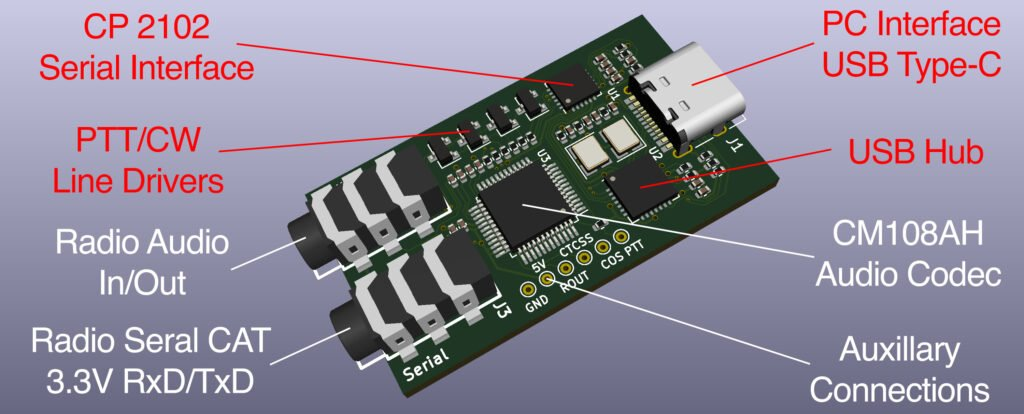 CP 2102
Serial Interface
PC Interface
USB Type-C
PTT/CW
Line Drivers
USB Hub
Radio Audio
In/Out
CM108AH
Audio Codec
Radio Seral CAT
3.3V RxD/TxD
Auxillary
Connections
U1
J1
U2
U3
5V
CTCSS
COS
PTT
GND
ROUT
J3
Serial